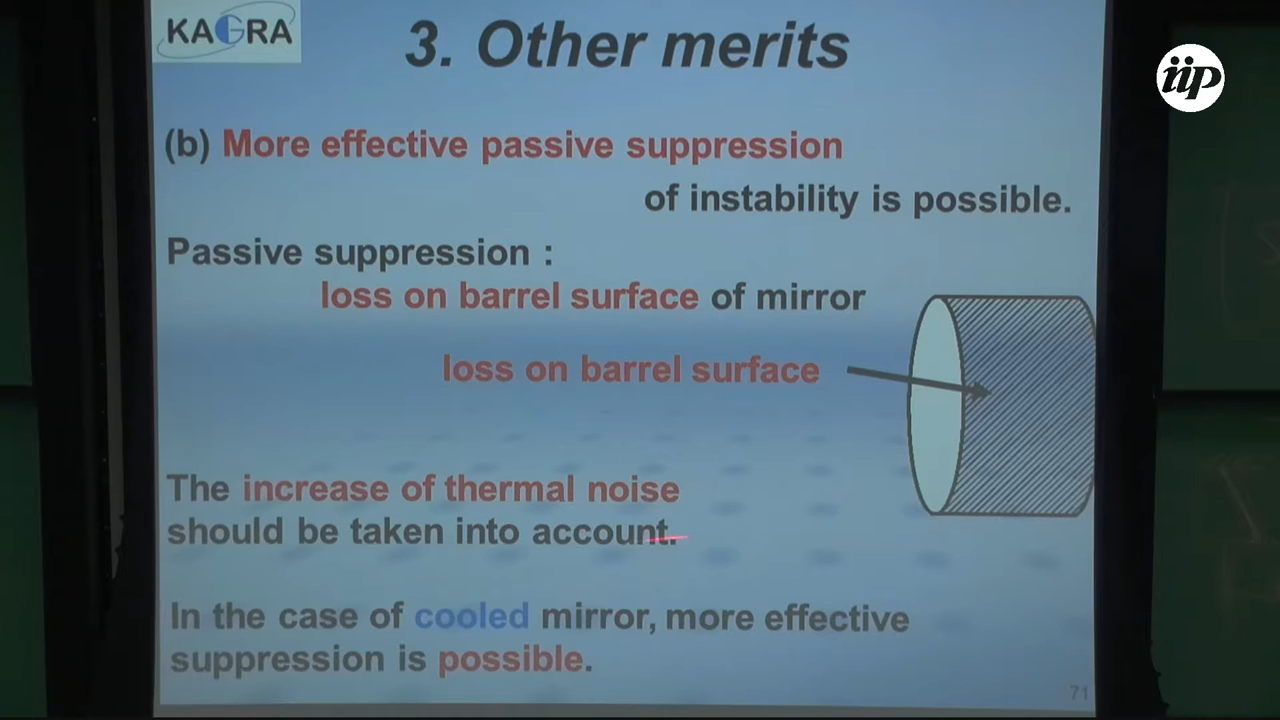 KAGRA
3. Other merits
iip
(b) More effective passive suppression
of instability is possible.
Passive suppression :
loss on barrel surface of mirror
loss on barrel surface
The increase of thermal noise
should be taken into account.
In the case of cooled mirror, more effective
suppression is possible.
71